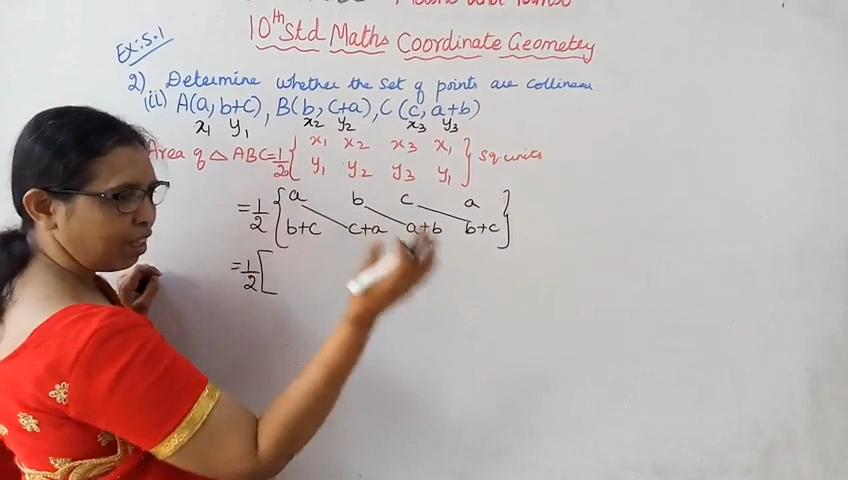 10th Std Maths Coordinate Geometry
Ex:5.1
2) Determine whether the set of points are collinear
(ii) A(a, b+c), B(b, c+a), C(c, a+b)
x1 y1 x2 y2 x3 y3
Area of △ ABC = 1/2 { x1 x2 x3 x1 } sq units
y1 y2 y3 y1
= 1/2 { a b c a }
b+c c+a a+b b+c
= 1/2 [